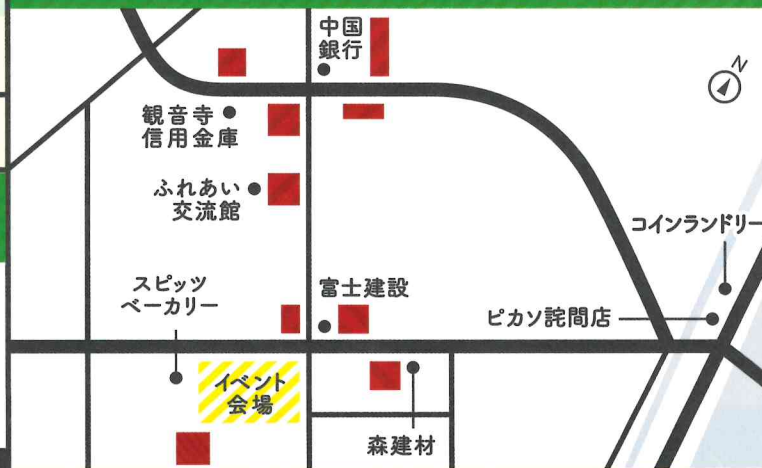 中国
銀行
N
観音寺
信用金庫
ふれあい
交流館
コインランドリー
スピッツ
ベーカリー
富士建設
ピカソ詫間店
イベント
会場
森建材